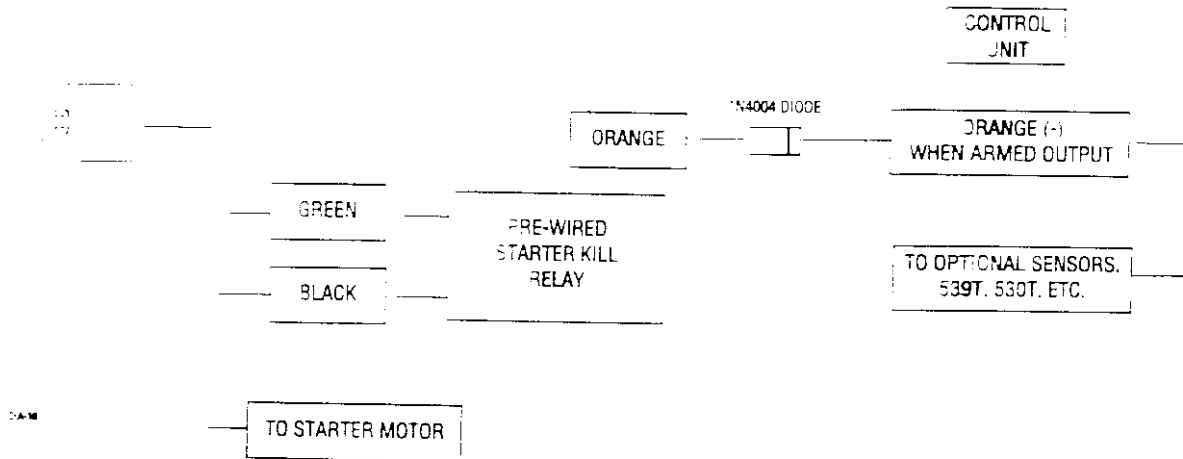 CONTROL
UNIT
1N4004 DIODE
ORANGE
ORANGE (-)
WHEN ARMED OUTPUT
GREEN
PRE-WIRED
STARTER KILL
RELAY
BLACK
TO OPTIONAL SENSORS,
539T, 530T, ETC.
TO STARTER MOTOR